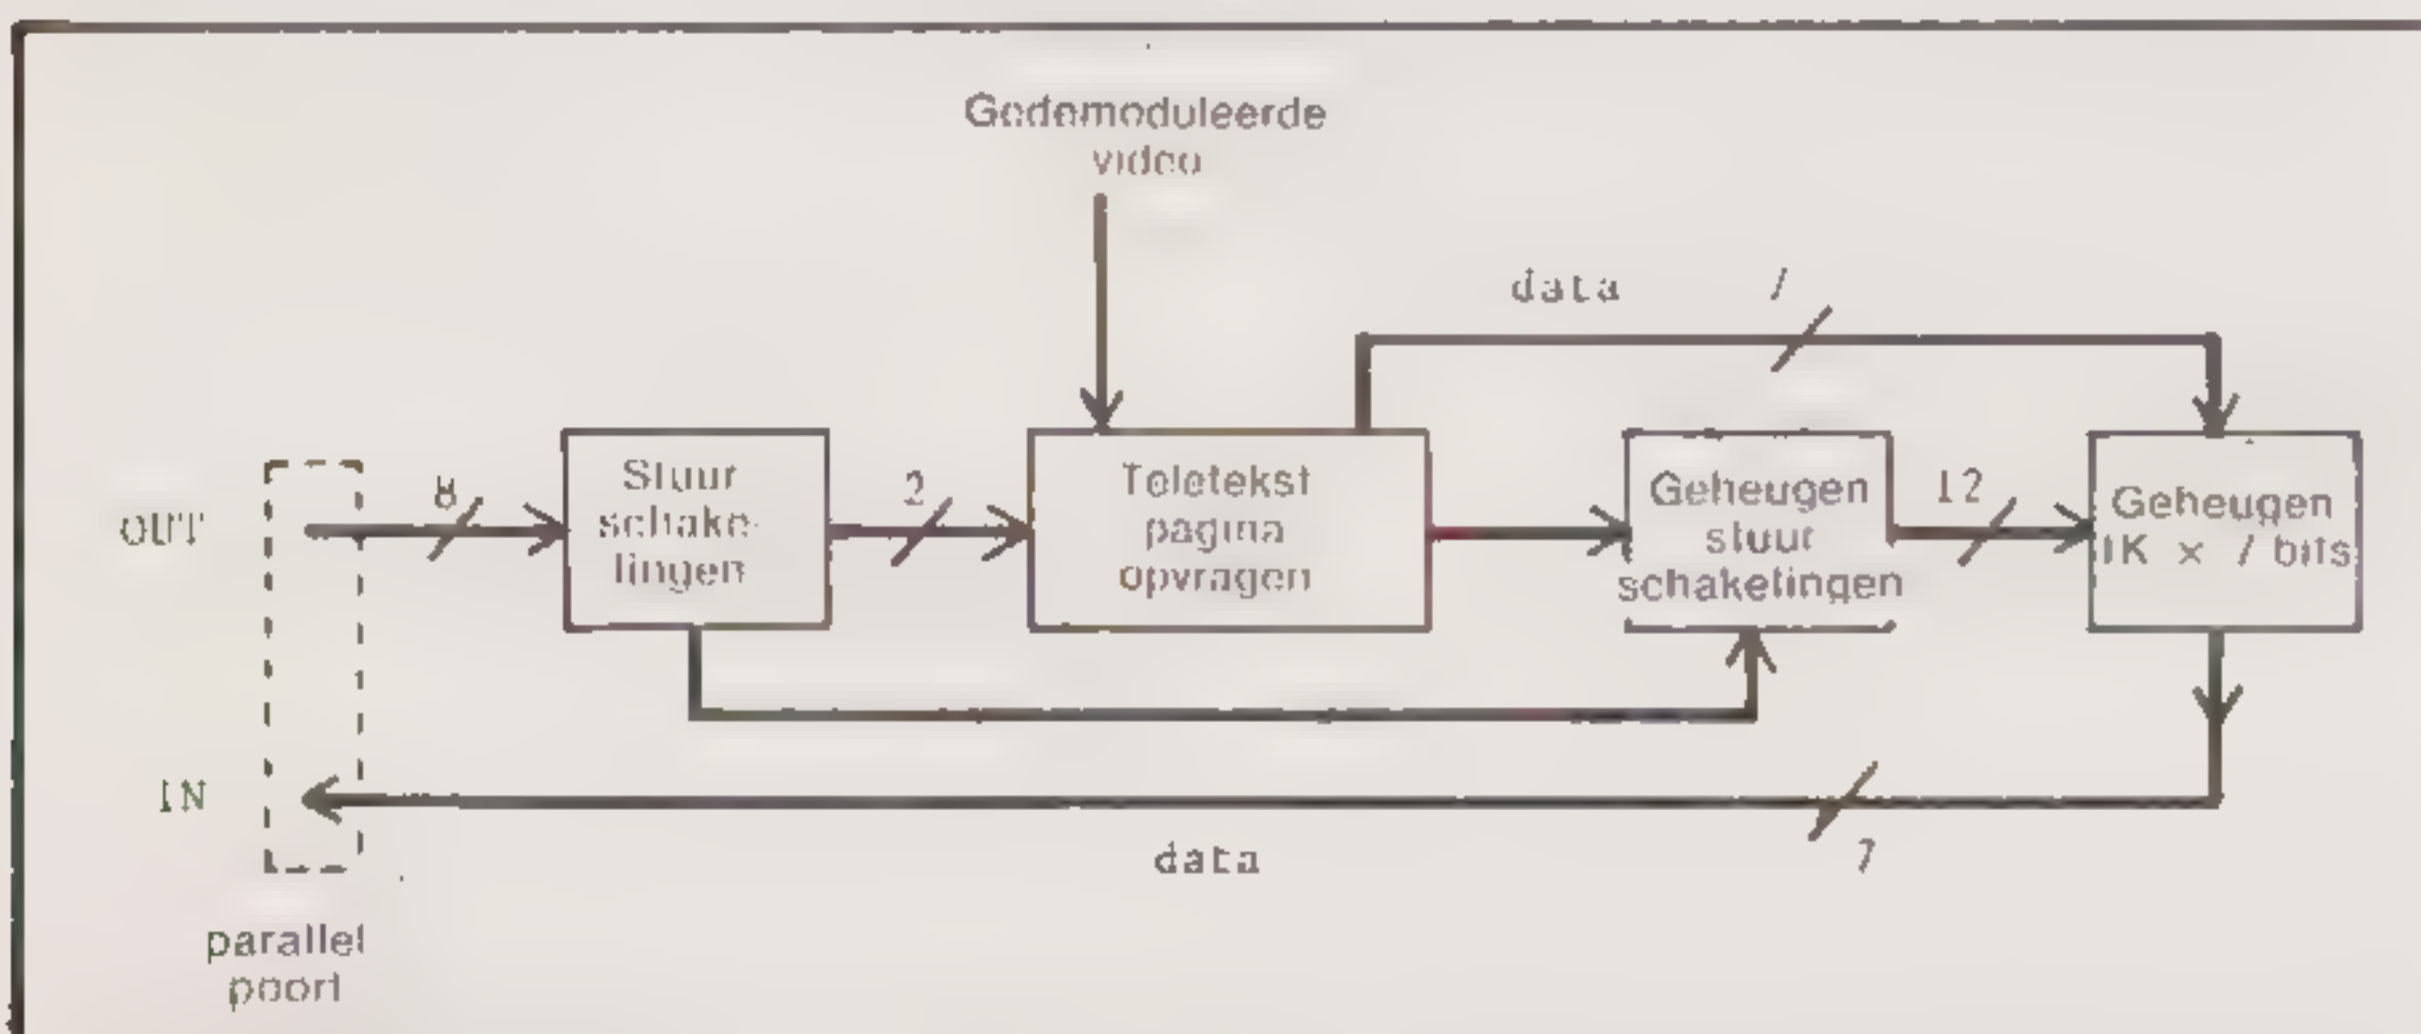 Gedemoduleerde
video
data 7
8
2
12
OUT
Stuur
schake-
lingen
Teletekst
pagina
opvragen
Geheugen
stuur
schakelingen
Geheugen
1K x 7 bits
IN
7
data
parallel
poort